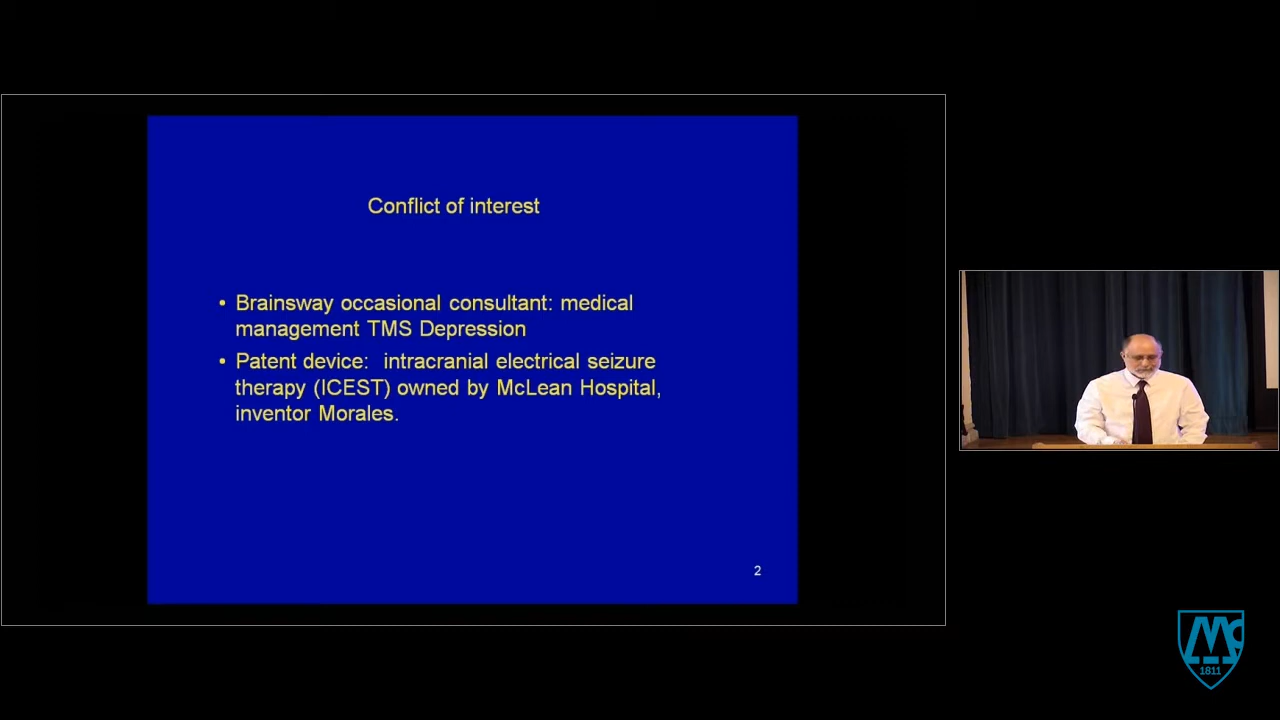 Conflict of interest
• Brainsway occasional consultant: medical
management TMS Depression
• Patent device: intracranial electrical seizure
therapy (ICEST) owned by McLean Hospital,
inventor Morales.
2
Mc
1811